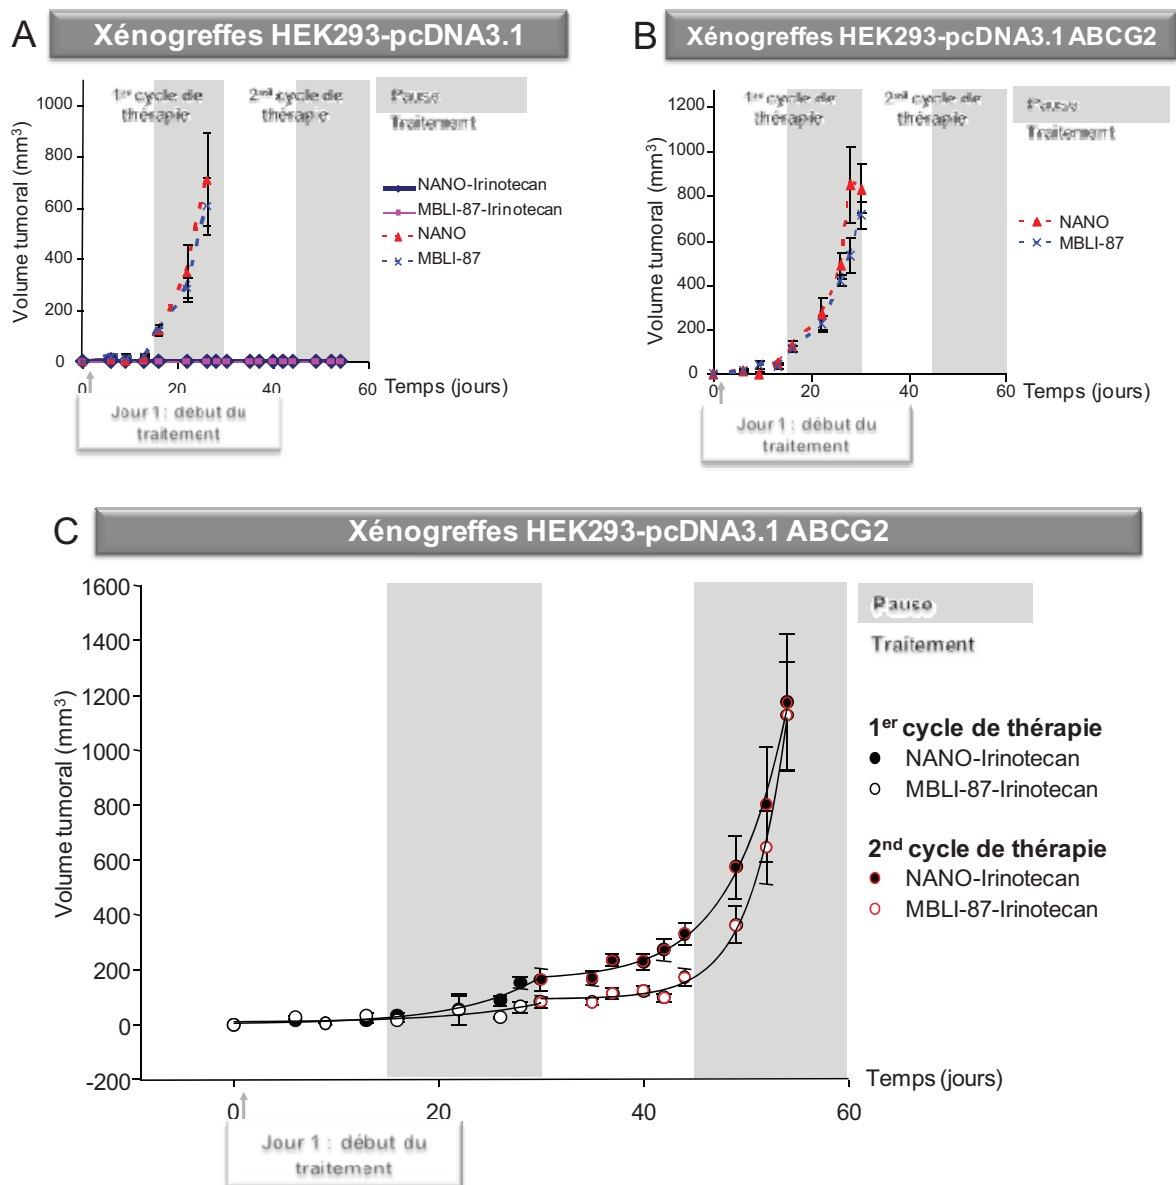 A
Xénogreffes HEK293-pcDNA3.1
Volume tumoral (mm³)
1000
800
600
400
200
0
1er cycle de
thérapie
2nd cycle de
thérapie
Pause
Traitement
NANO-Irinotecan
MBLI-87-Irinotecan
NANO
MBLI-87
0
20
40
60
Temps (jours)
Jour 1 : début du
traitement
B
Xénogreffes HEK293-pcDNA3.1 ABCG2
Volume tumoral (mm³)
1200
1000
800
600
400
200
0
1er cycle de
thérapie
2nd cycle de
thérapie
Pause
Traitement
NANO
MBLI-87
0
20
40
60
Temps (jours)
Jour 1 : début du
traitement
C
Xénogreffes HEK293-pcDNA3.1 ABCG2
Volume tumoral (mm³)
1600
1400
1200
1000
800
600
400
200
0
-200
Pause
Traitement
1er cycle de thérapie
NANO-Irinotecan
MBLI-87-Irinotecan
2nd cycle de thérapie
NANO-Irinotecan
MBLI-87-Irinotecan
0
20
40
60
Temps (jours)
Jour 1 : début du
traitement